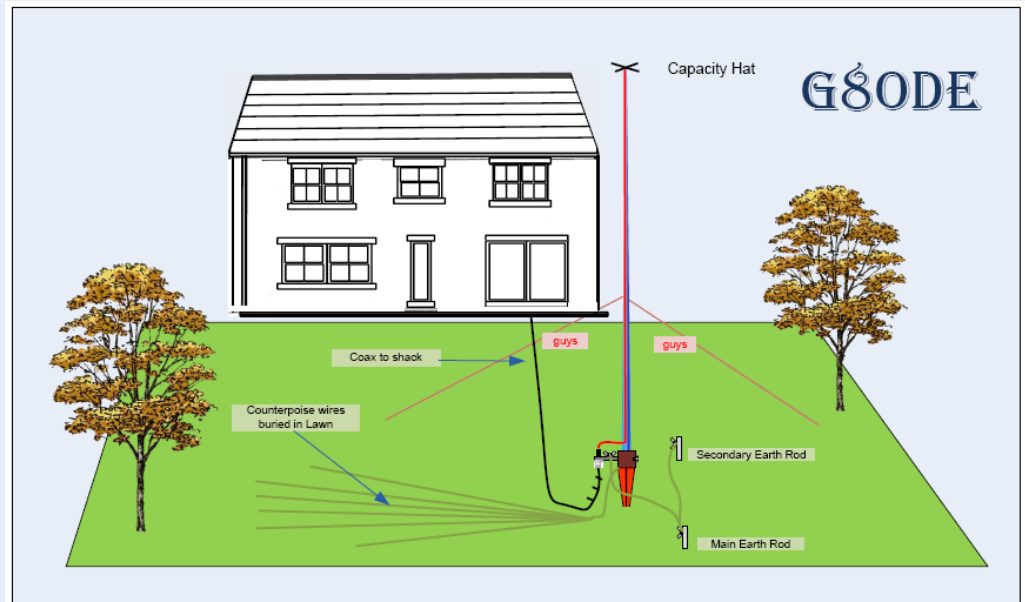 Capacity Hat
G8ODE
guys
guys
Coax to shack
Counterpoise wires
buried in Lawn
Secondary Earth Rod
Main Earth Rod